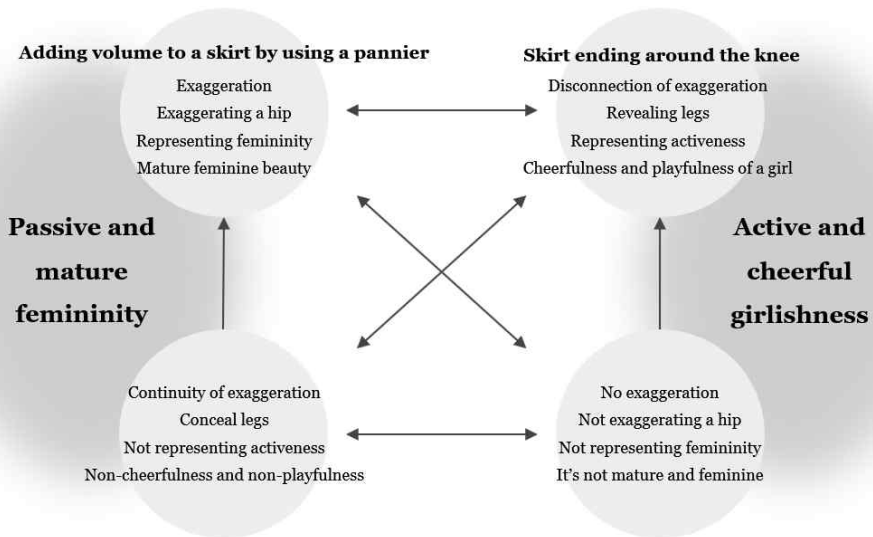 Adding volume to a skirt by using a pannier
Exaggeration
Exaggerating a hip
Representing femininity
Mature feminine beauty
Skirt ending around the knee
Disconnection of exaggeration
Revealing legs
Representing activeness
Cheerfulness and playfulness of a girl
Passive and
mature
femininity
Active and
cheerful
girlishness
Continuity of exaggeration
Conceal legs
Not representing activeness
Non-cheerfulness and non-playfulness
No exaggeration
Not exaggerating a hip
Not representing femininity
It's not mature and feminine